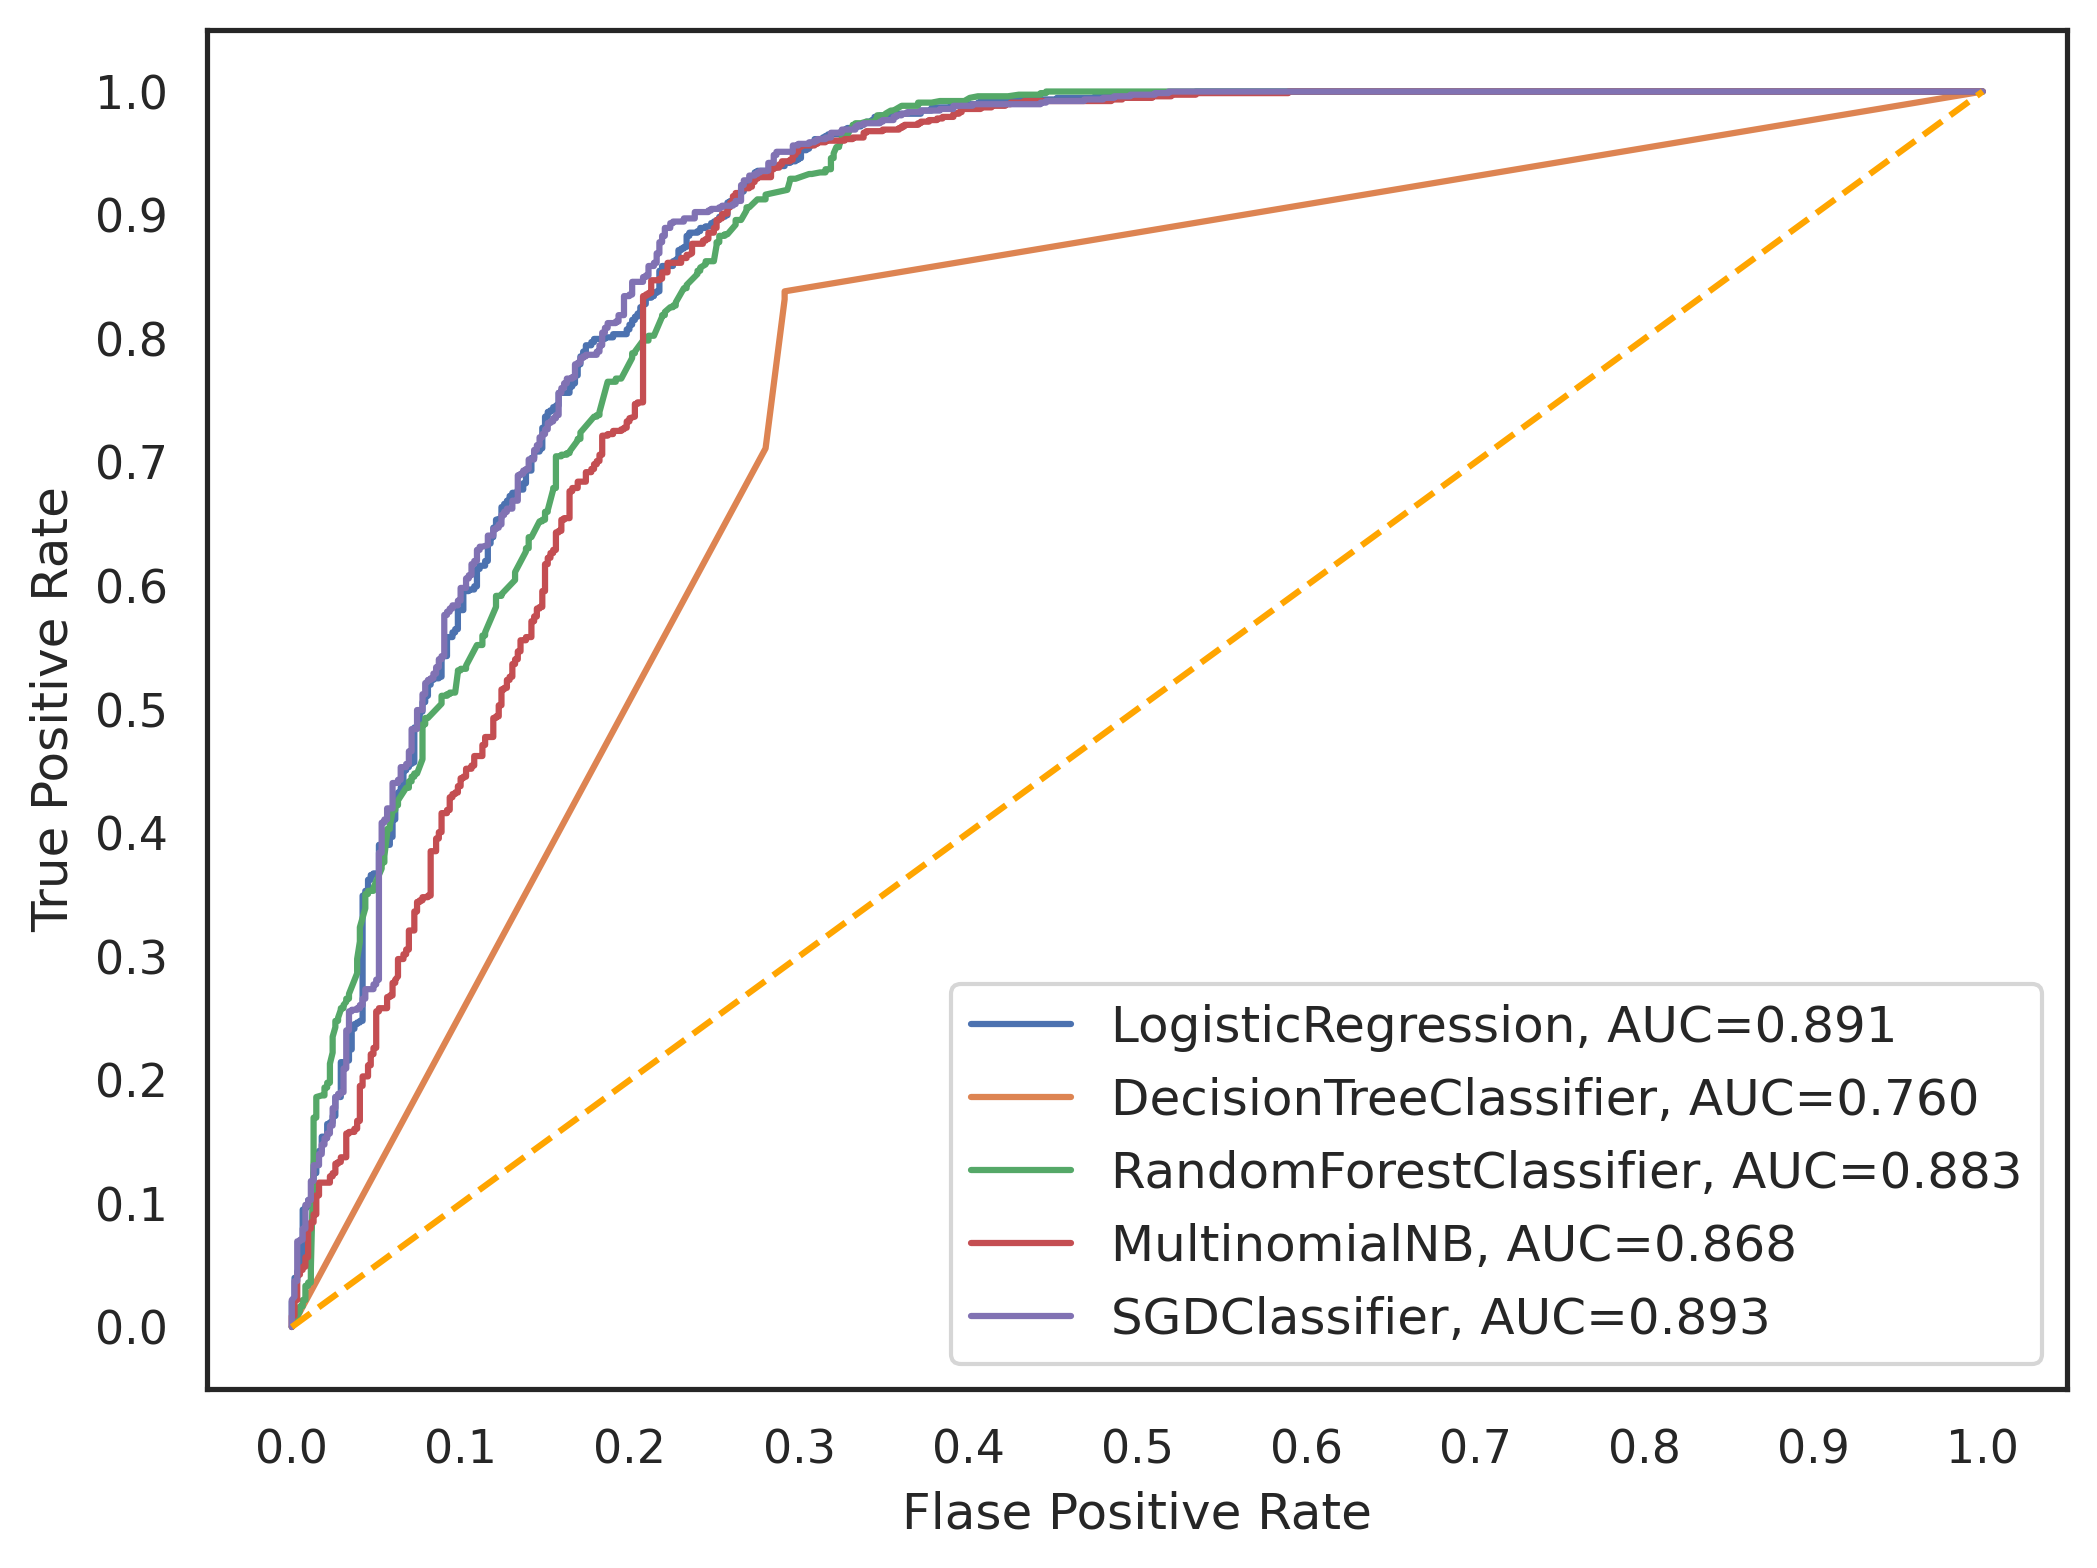 1.0
0.9
0.8
0.7
0.6
0.5
0.4
0.3
0.2
0.1
0.0
True Positive Rate
LogisticRegression, AUC=0.891
DecisionTreeClassifier, AUC=0.760
RandomForestClassifier, AUC=0.883
MultinomialNB, AUC=0.868
SGDClassifier, AUC=0.893
0.0 0.1 0.2 0.3 0.4 0.5 0.6 0.7 0.8 0.9 1.0
Flase Positive Rate